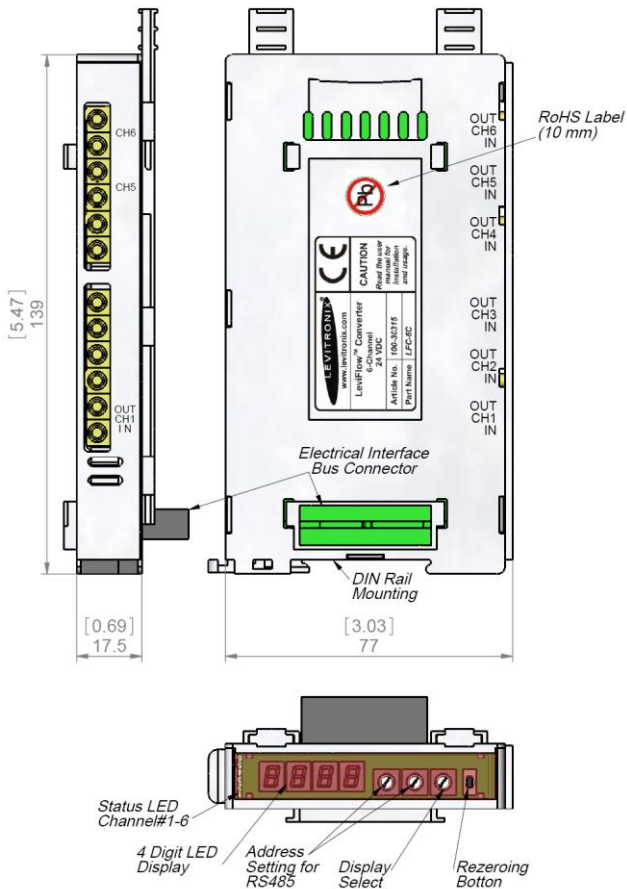 CH6
CH5
OUT
CH1
IN
[5.47]
139
[0.69]
17.5
RoHS Label
(10 mm)
Pb
CE
CAUTION
Read the user
manual for
installation
and usage.
LEVITRONIX®
www.levitronix.com
LeviFlow™ Converter
6-Channel
24 VDC
Article No. 100-30315
Part Name LFC-6C
OUT
CH6
IN
OUT
CH5
IN
OUT
CH4
IN
OUT
CH3
IN
OUT
CH2
IN
OUT
CH1
IN
Electrical Interface
Bus Connector
DIN Rail
Mounting
[3.03]
77
8888
Status LED
Channel#1-6
4 Digit LED
Display
Address
Setting for
RS485
Display
Select
Rezeroing
Botton